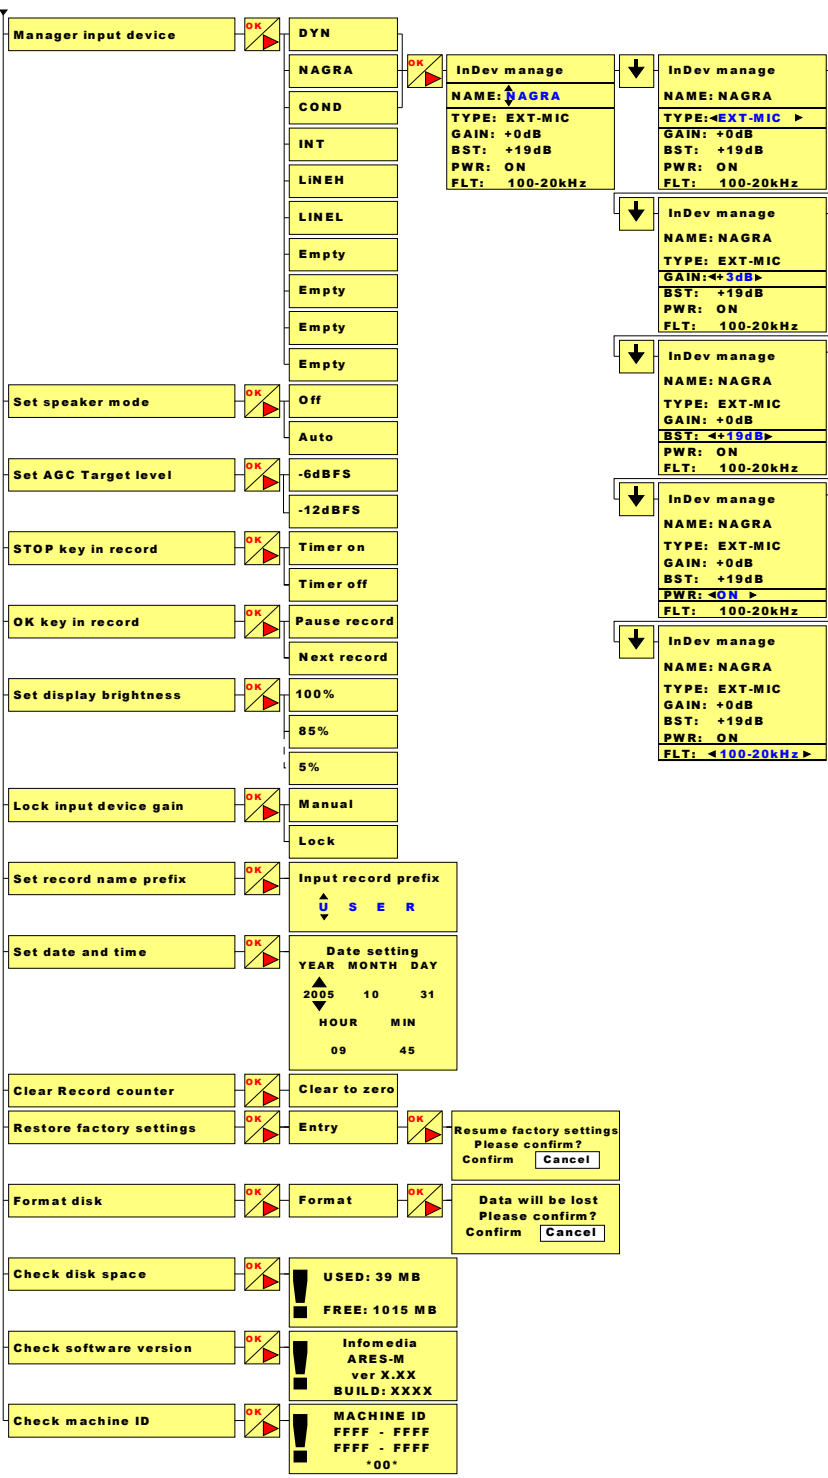 Manager input device
OK
DYN
NAGRA
COND
INT
LiNEH
LINEL
Empty
Empty
Empty
Empty
OK
InDev manage
NAME: NAGRA
TYPE: EXT-MIC
GAIN: +0dB
BST: +19dB
PWR: ON
FLT: 100-20kHz
InDev manage
NAME: NAGRA
TYPE: EXT-MIC
GAIN: +0dB
BST: +19dB
PWR: ON
FLT: 100-20kHz
InDev manage
NAME: NAGRA
TYPE: EXT-MIC
GAIN: +3dB
BST: +19dB
PWR: ON
FLT: 100-20kHz
InDev manage
NAME: NAGRA
TYPE: EXT-MIC
GAIN: +0dB
BST: +19dB
PWR: ON
FLT: 100-20kHz
InDev manage
NAME: NAGRA
TYPE: EXT-MIC
GAIN: +0dB
BST: +19dB
PWR: ON
FLT: 100-20kHz
InDev manage
NAME: NAGRA
TYPE: EXT-MIC
GAIN: +0dB
BST: +19dB
PWR: ON
FLT: 100-20kHz
Set speaker mode
OK
Off
Auto
Set AGC Target level
OK
-6dBFS
-12dBFS
STOP key in record
OK
Timer on
Timer off
OK key in record
OK
Pause record
Next record
Set display brightness
OK
100%
85%
5%
Lock input device gain
OK
Manual
Lock
Set record name prefix
OK
Input record prefix
U S E R
Set date and time
OK
Date setting
YEAR MONTH DAY
2005 10 31
HOUR MIN
09 45
Clear Record counter
OK
Clear to zero
Restore factory settings
OK
Entry
OK
Resume factory settings
Please confirm?
Confirm Cancel
Format disk
OK
Format
OK
Data will be lost
Please confirm?
Confirm Cancel
Check disk space
OK
! USED: 39 MB
FREE: 1015 MB
Check software version
OK
! Infomedia
ARES-M
ver X.XX
BUILD: XXXX
Check machine ID
OK
! MACHINE ID
FFFF - FFFF
FFFF - FFFF
*00*